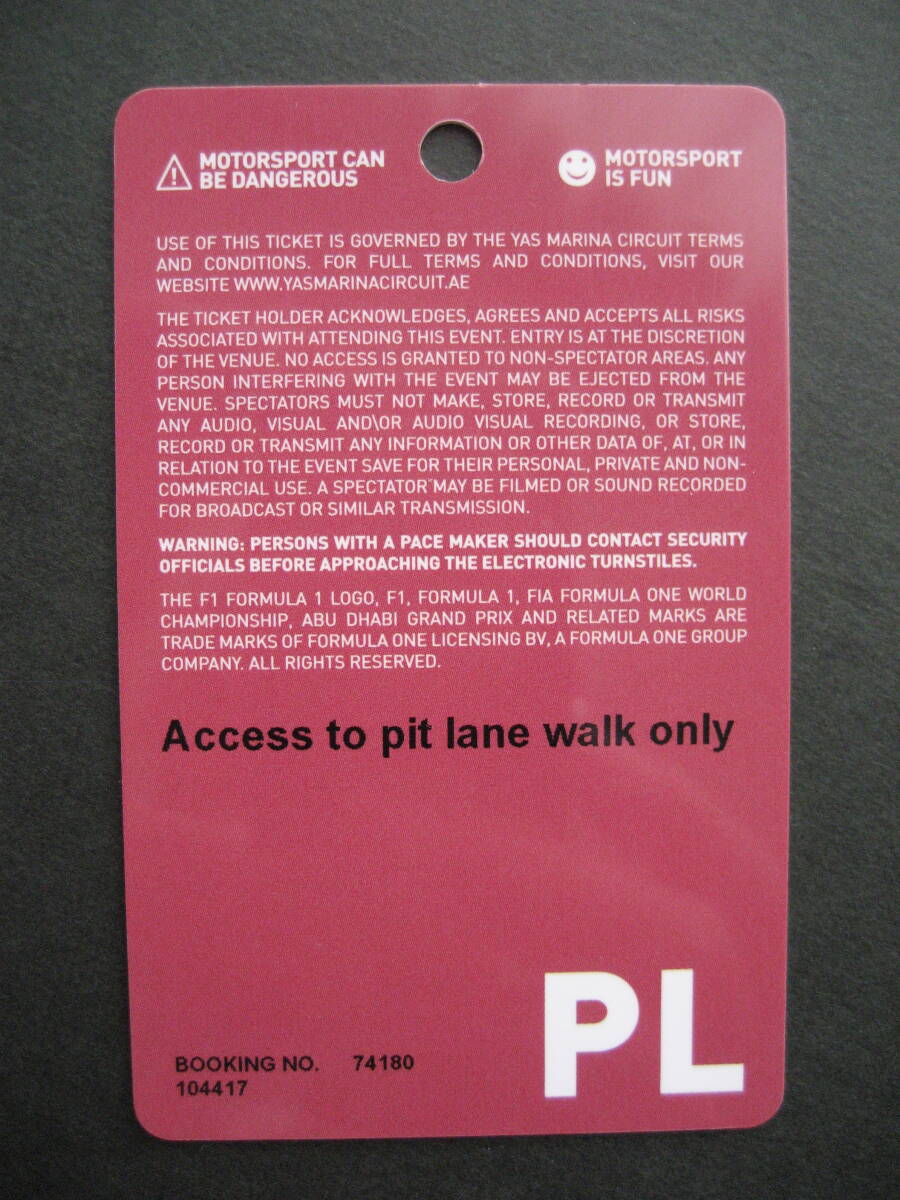 MOTORSPORT CAN
BE DANGEROUS
MOTORSPORT
IS FUN
USE OF THIS TICKET IS GOVERNED BY THE YAS MARINA CIRCUIT TERMS
AND CONDITIONS. FOR FULL TERMS AND CONDITIONS, VISIT OUR
WEBSITE WWW.YASMARINACIRCUIT.AE
THE TICKET HOLDER ACKNOWLEDGES, AGREES AND ACCEPTS ALL RISKS
ASSOCIATED WITH ATTENDING THIS EVENT. ENTRY IS AT THE DISCRETION
OF THE VENUE. NO ACCESS IS GRANTED TO NON-SPECTATOR AREAS. ANY
PERSON INTERFERING WITH THE EVENT MAY BE EJECTED FROM THE
VENUE. SPECTATORS MUST NOT MAKE, STORE, RECORD OR TRANSMIT
ANY AUDIO, VISUAL AND\OR AUDIO VISUAL RECORDING, OR STORE,
RECORD OR TRANSMIT ANY INFORMATION OR OTHER DATA OF, AT, OR IN
RELATION TO THE EVENT SAVE FOR THEIR PERSONAL, PRIVATE AND NON-
COMMERCIAL USE. A SPECTATOR MAY BE FILMED OR SOUND RECORDED
FOR BROADCAST OR SIMILAR TRANSMISSION.
WARNING: PERSONS WITH A PACE MAKER SHOULD CONTACT SECURITY
OFFICIALS BEFORE APPROACHING THE ELECTRONIC TURNSTILES.
THE F1 FORMULA 1 LOGO, F1, FORMULA 1, FIA FORMULA ONE WORLD
CHAMPIONSHIP, ABU DHABI GRAND PRIX AND RELATED MARKS ARE
TRADE MARKS OF FORMULA ONE LICENSING BV, A FORMULA ONE GROUP
COMPANY. ALL RIGHTS RESERVED.
Access to pit lane walk only
PL
BOOKING NO. 74180
104417